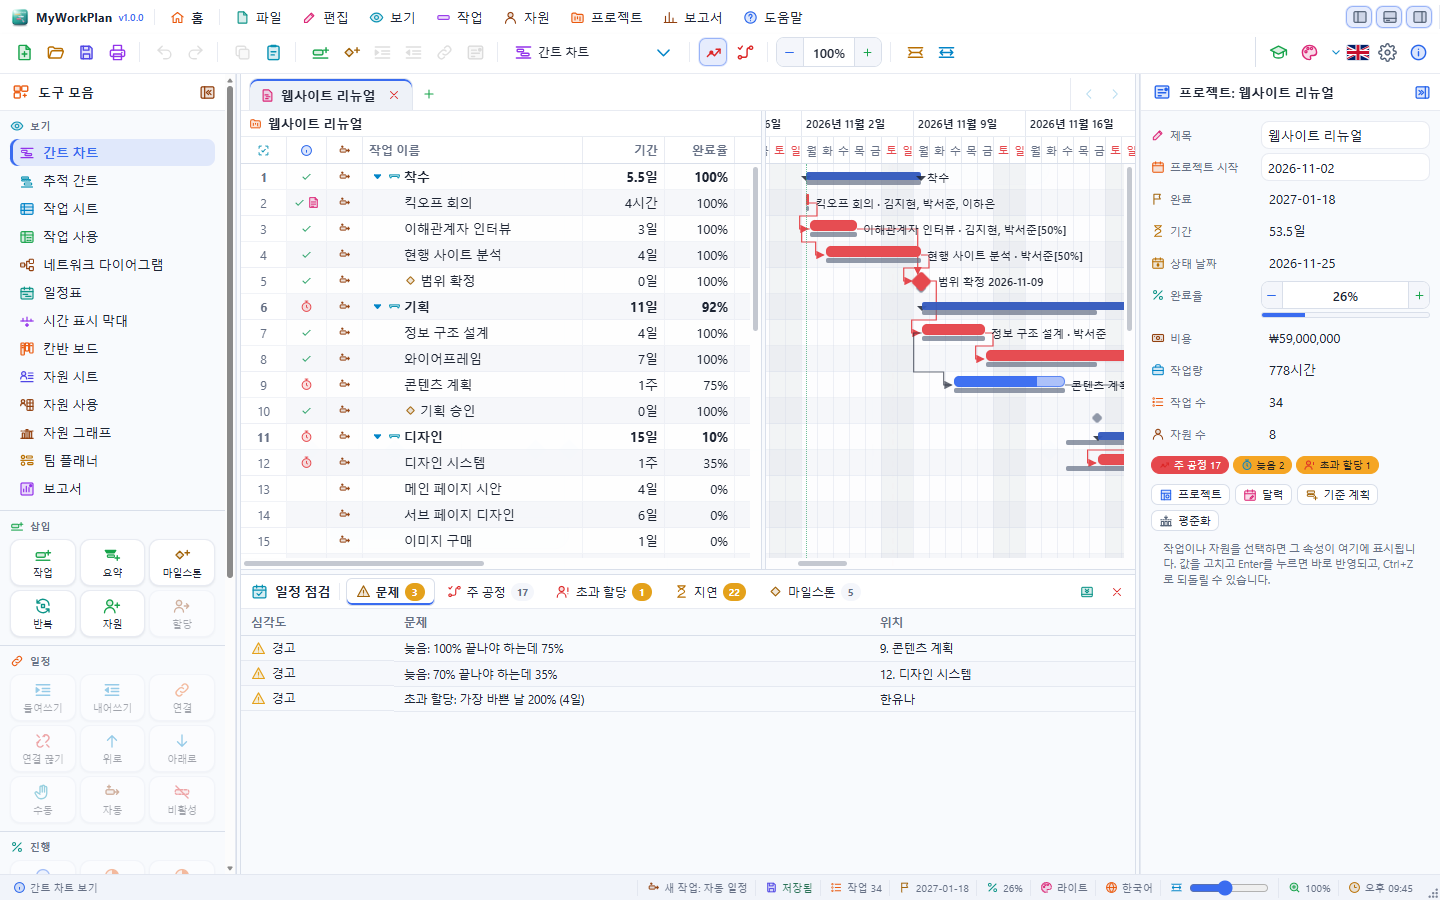 MyWorkPlan v1.0.0 홈 파일 편집 보기 작업 자원 프로젝트 보고서 도움말
간트 차트 100%
도구 모음
보기
간트 차트
추적 간트
작업 시트
작업 사용
네트워크 다이어그램
일정표
시간 표시 막대
칸반 보드
자원 시트
자원 사용
자원 그래프
팀 플래너
보고서
삽입
작업 요약 마일스톤
반복 자원 할당
일정
들여쓰기 내어쓰기 연결
연결 끊기 위로 아래로
수동 자동 비활성
진행
웹사이트 리뉴얼
웹사이트 리뉴얼
작업 이름 기간 완료율
1 착수 5.5일 100%
2 킥오프 회의 4시간 100%
3 이해관계자 인터뷰 3일 100%
4 현행 사이트 분석 4일 100%
5 범위 확정 0일 100%
6 기획 11일 92%
7 정보 구조 설계 4일 100%
8 와이어프레임 7일 100%
9 콘텐츠 계획 1주 75%
10 기획 승인 0일 100%
11 디자인 15일 10%
12 디자인 시스템 1주 35%
13 메인 페이지 시안 4일 0%
14 서브 페이지 디자인 6일 0%
15 이미지 구매 1일 0%
6일 2026년 11월 2일 2026년 11월 9일 2026년 11월 16일
토 일 월 화 수 목 금 토 일 월 화 수 목 금 토 일 월 화 수 목 금 토 일
착수
킥오프 회의 · 김지현, 박서준, 이하은
이해관계자 인터뷰 · 김지현, 박서준[50%]
현행 사이트 분석 · 박서준[50%]
범위 확정 2026-11-09
정보 구조 설계 · 박서준
콘텐츠 계획
일정 점검 문제 3 주 공정 17 초과 할당 1 지연 22 마일스톤 5
심각도 문제 위치
경고 늦음: 100% 끝나야 하는데 75% 9. 콘텐츠 계획
경고 늦음: 70% 끝나야 하는데 35% 12. 디자인 시스템
경고 초과 할당: 가장 바쁜 날 200% (4일) 한유나
프로젝트: 웹사이트 리뉴얼
제목 웹사이트 리뉴얼
프로젝트 시작 2026-11-02
완료 2027-01-18
기간 53.5일
상태 날짜 2026-11-25
완료율 26%
비용 ₩59,000,000
작업량 778시간
작업 수 34
자원 수 8
주 공정 17 늦음 2 초과 할당 1
프로젝트 달력 기준 계획
평준화
작업이나 자원을 선택하면 그 속성이 여기에 표시됩니
다. 값을 고치고 Enter를 누르면 바로 반영되고, Ctrl+Z
로 되돌릴 수 있습니다.
간트 차트 보기 새 작업: 자동 일정 저장됨 작업 34 2027-01-18 26% 라이트 한국어 100% 오후 09:45